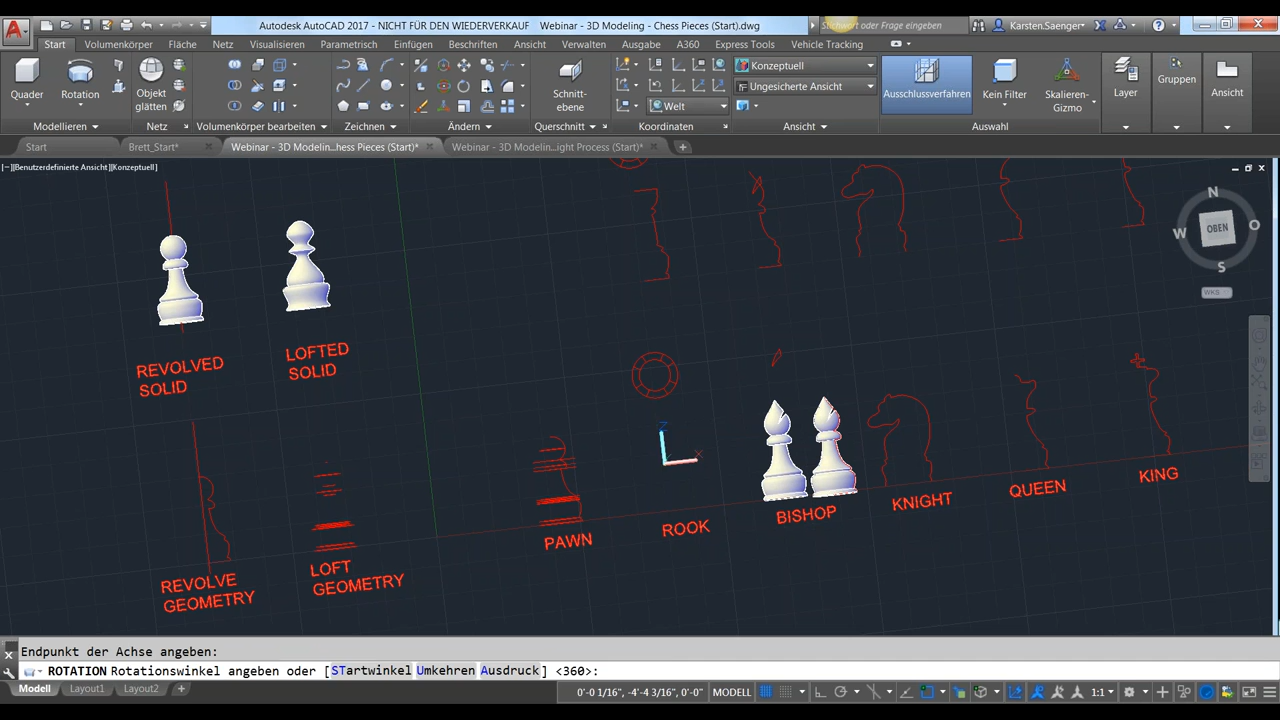 Autodesk AutoCAD 2017 - NICHT FÜR DEN WIEDERVERKAUF Webinar - 3D Modeling - Chess Pieces (Start).dwg
Stichwort oder Frage eingeben
Karsten.Saenger
Start Volumenkörper Fläche Netz Visualisieren Parametrisch Einfügen Beschriften Ansicht Verwalten Ausgabe A360 Express Tools Vehicle Tracking
Quader
Rotation
Objekt
glätten
Schnitt-
ebene
Konzeptuell
Ungesicherte Ansicht
Welt
Ausschlussverfahren
Kein Filter
Skalieren-
Gizmo
Layer
Gruppen
Ansicht
Modellieren Netz Volumenkörper bearbeiten Zeichnen Ändern Querschnitt Koordinaten Ansicht Auswahl
Start Brett_Start* Webinar - 3D Modelin...hess Pieces (Start)* Webinar - 3D Modelin...ight Process (Start)*
[−]Benutzerdefinierte Ansicht][Konzeptuell]
N
W
OBEN
O
S
WKS
REVOLVED
SOLID
LOFTED
SOLID
Z
X
PAWN
ROOK
BISHOP
KNIGHT
QUEEN
KING
REVOLVE
GEOMETRY
LOFT
GEOMETRY
Endpunkt der Achse angeben:
ROTATION Rotationswinkel angeben oder [STartwinkel Umkehren Ausdruck] <360>:
Modell Layout1 Layout2
0'-0 1/16", -4'-4 3/16", 0'-0" MODELL 1:1